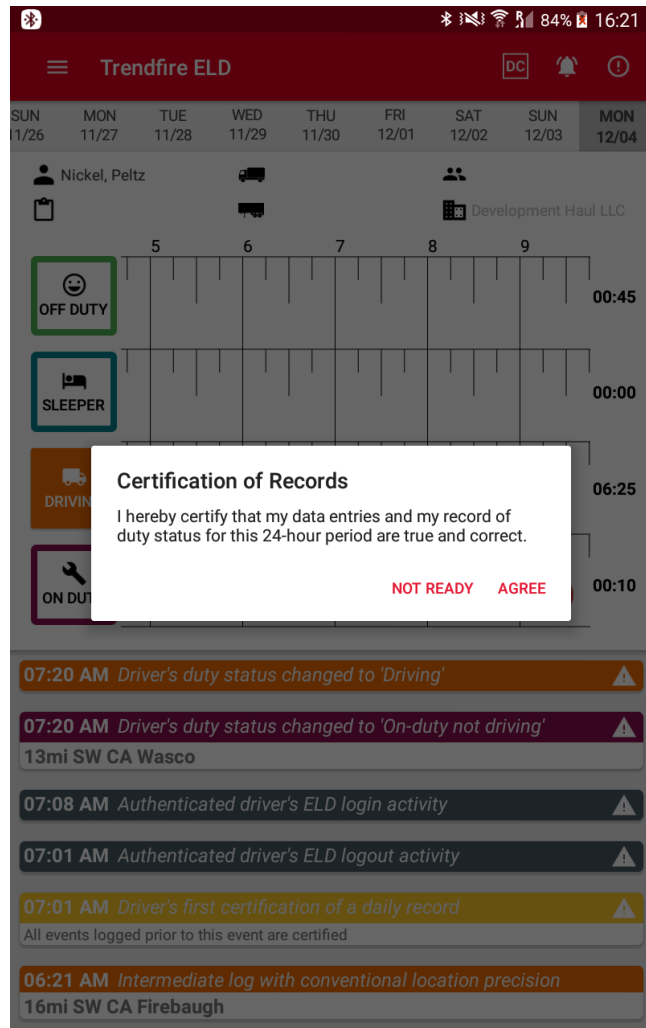 84% 16:21
Trendfire ELD DC
SUN MON TUE WED THU FRI SAT SUN MON
11/26 11/27 11/28 11/29 11/30 12/01 12/02 12/03 12/04
Nickel, Peltz
Development Haul LLC
5 6 7 8 9
OFF DUTY 00:45
SLEEPER 00:00
DRIVIN 06:25
ON DUT 00:10
Certification of Records
I hereby certify that my data entries and my record of
duty status for this 24-hour period are true and correct.
NOT READY AGREE
07:20 AM Driver's duty status changed to 'Driving'
07:20 AM Driver's duty status changed to 'On-duty not driving'
13mi SW CA Wasco
07:08 AM Authenticated driver's ELD login activity
07:01 AM Authenticated driver's ELD logout activity
07:01 AM Driver's first certification of a daily record
All events logged prior to this event are certified
06:21 AM Intermediate log with conventional location precision
16mi SW CA Firebaugh